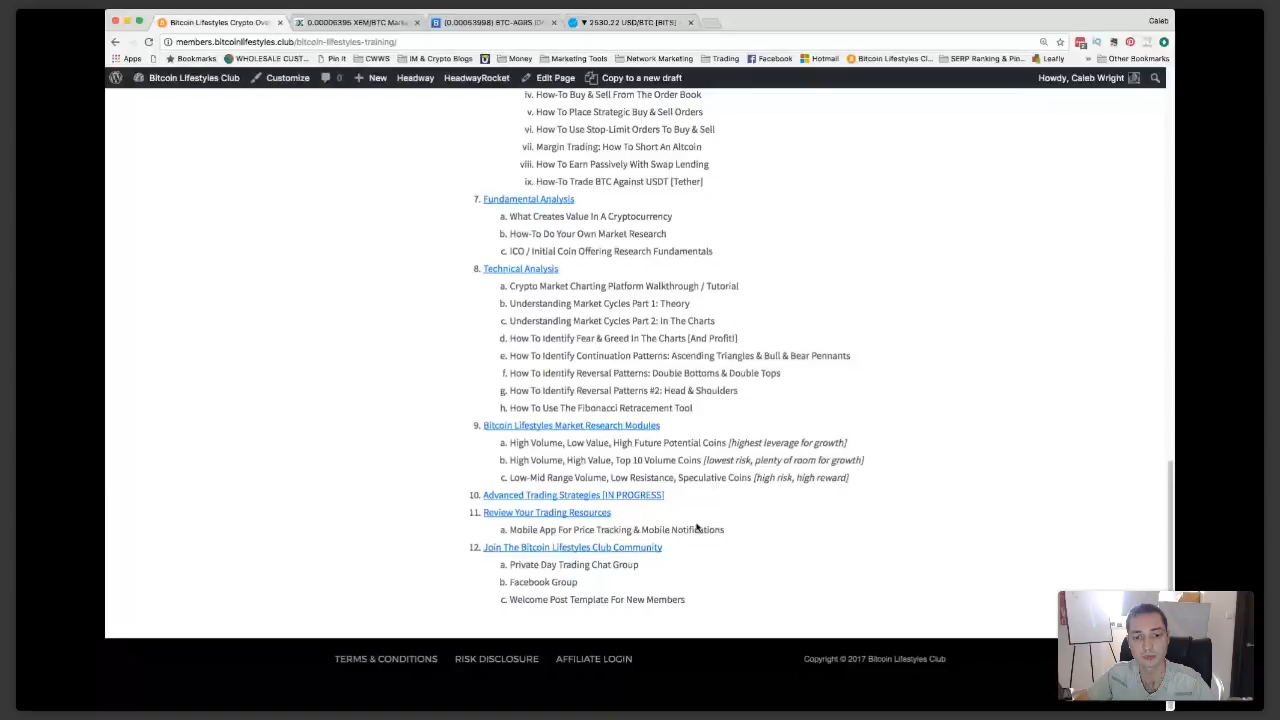 Bitcoin Lifestyles Crypto Ove
0.00006395 XEM/BTC Mark
(0.00053998) BTC-AGRS
▼ 2530.22 USD/BTC [BITS]
Caleb
members.bitcoinlifestyles.club/bitcoin-lifestyles-training/
Apps
Bookmarks
WHOLESALE CUST...
Pin It
CWWS
IM & Crypto Blogs
Money
Marketing Tools
Network Marketing
Trading
Facebook
Hotmail
Bitcoin Lifestyles Cl...
SERP Ranking & Pin...
Leafly
Other Bookmarks
Bitcoin Lifestyles Club
Customize
0
New
Headway
HeadwayRocket
Edit Page
Copy to a new draft
Howdy, Caleb Wright
iv. How-To Buy & Sell From The Order Book
v. How To Place Strategic Buy & Sell Orders
vi. How To Use Stop-Limit Orders To Buy & Sell
vii. Margin Trading: How To Short An Altcoin
viii. How To Earn Passively With Swap Lending
ix. How-To Trade BTC Against USDT [Tether]
7. Fundamental Analysis
a. What Creates Value In A Cryptocurrency
b. How-To Do Your Own Market Research
c. ICO / Initial Coin Offering Research Fundamentals
8. Technical Analysis
a. Crypto Market Charting Platform Walkthrough / Tutorial
b. Understanding Market Cycles Part 1: Theory
c. Understanding Market Cycles Part 2: In The Charts
d. How To Identify Fear & Greed In The Charts [And Profit!]
e. How To Identify Continuation Patterns: Ascending Triangles & Bull & Bear Pennants
f. How To Identify Reversal Patterns: Double Bottoms & Double Tops
g. How To Identify Reversal Patterns #2: Head & Shoulders
h. How To Use The Fibonacci Retracement Tool
9. Bitcoin Lifestyles Market Research Modules
a. High Volume, Low Value, High Future Potential Coins [highest leverage for growth]
b. High Volume, High Value, Top 10 Volume Coins [lowest risk, plenty of room for growth]
c. Low-Mid Range Volume, Low Resistance, Speculative Coins [high risk, high reward]
10. Advanced Trading Strategies [IN PROGRESS]
11. Review Your Trading Resources
a. Mobile App For Price Tracking & Mobile Notifications
12. Join The Bitcoin Lifestyles Club Community
a. Private Day Trading Chat Group
b. Facebook Group
c. Welcome Post Template For New Members
TERMS & CONDITIONS
RISK DISCLOSURE
AFFILIATE LOGIN
Copyright © 2017 Bitcoin Lifestyles Club